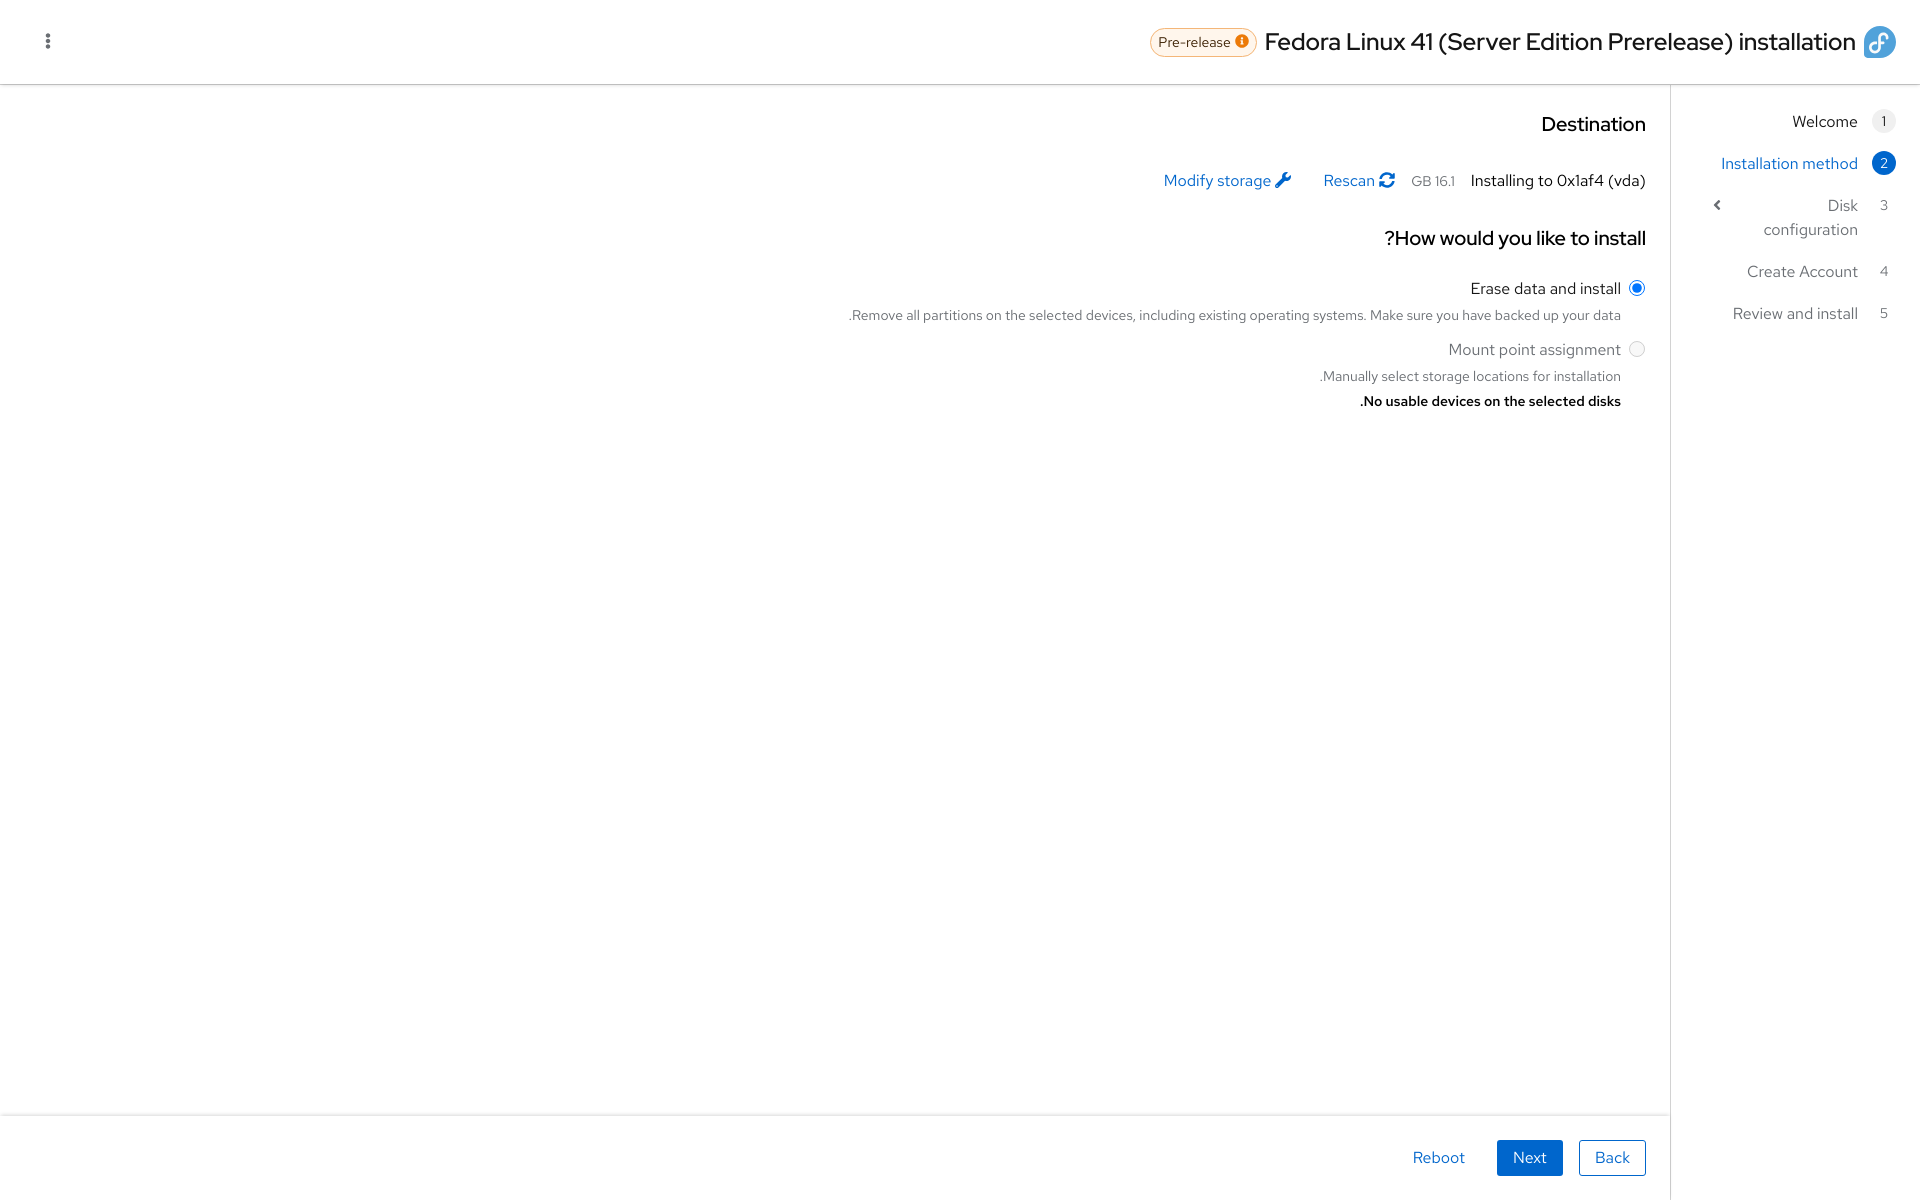 Fedora Linux 41 (Server Edition Prerelease) installation
Pre-release
1 Welcome
2 Installation method
3 Disk
configuration
4 Create Account
5 Review and install
Destination
Installing to 0x1af4 (vda) GB 16.1 Rescan Modify storage
?How would you like to install
Erase data and install
.Remove all partitions on the selected devices, including existing operating systems. Make sure you have backed up your data
Mount point assignment
.Manually select storage locations for installation
.No usable devices on the selected disks
Back Next Reboot